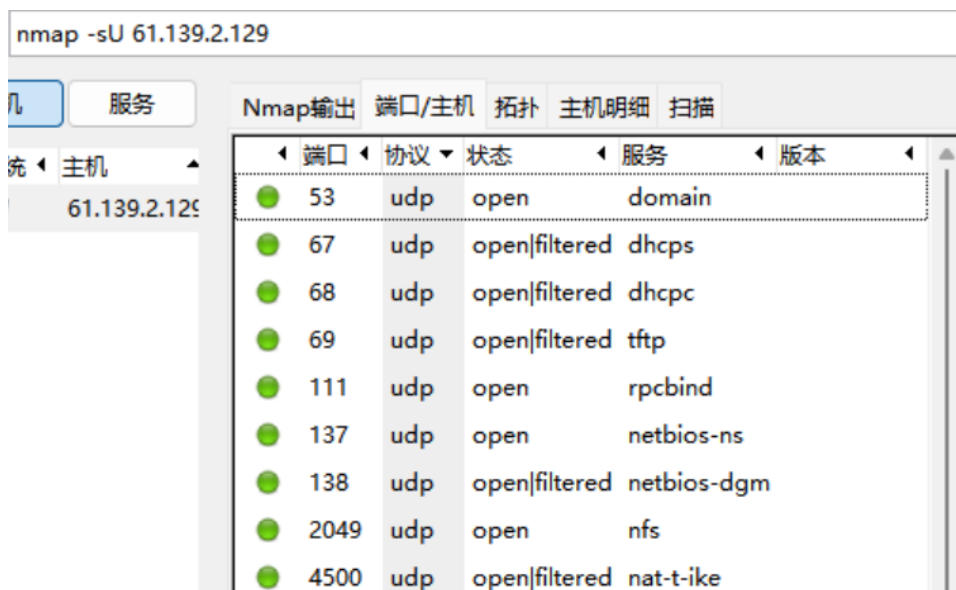 nmap -sU 61.139.2.129
机 服务 Nmap输出 端口/主机 拓扑 主机明细 扫描
统 主机 端口 协议 状态 服务 版本
61.139.2.129
53 udp open domain
67 udp open|filtered dhcps
68 udp open|filtered dhcpc
69 udp open|filtered tftp
111 udp open rpcbind
137 udp open netbios-ns
138 udp open|filtered netbios-dgm
2049 udp open nfs
4500 udp open|filtered nat-t-ike